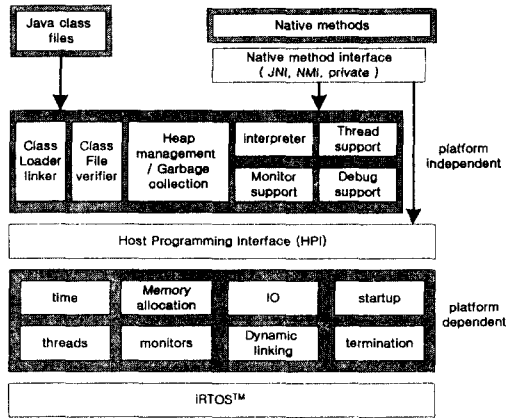 Java class
files
Native methods
Native method interface
( JNI, NMI, private )
Class
Loader
linker
Class
File
verifier
Heap
management
/ Garbage
collection
interpreter
Thread
support
Monitor
support
Debug
support
platform
independent
Host Programming Interface (HPI)
time
Memory
allocation
IO
startup
threads
monitors
Dynamic
linking
termination
platform
dependent
iRTOS™